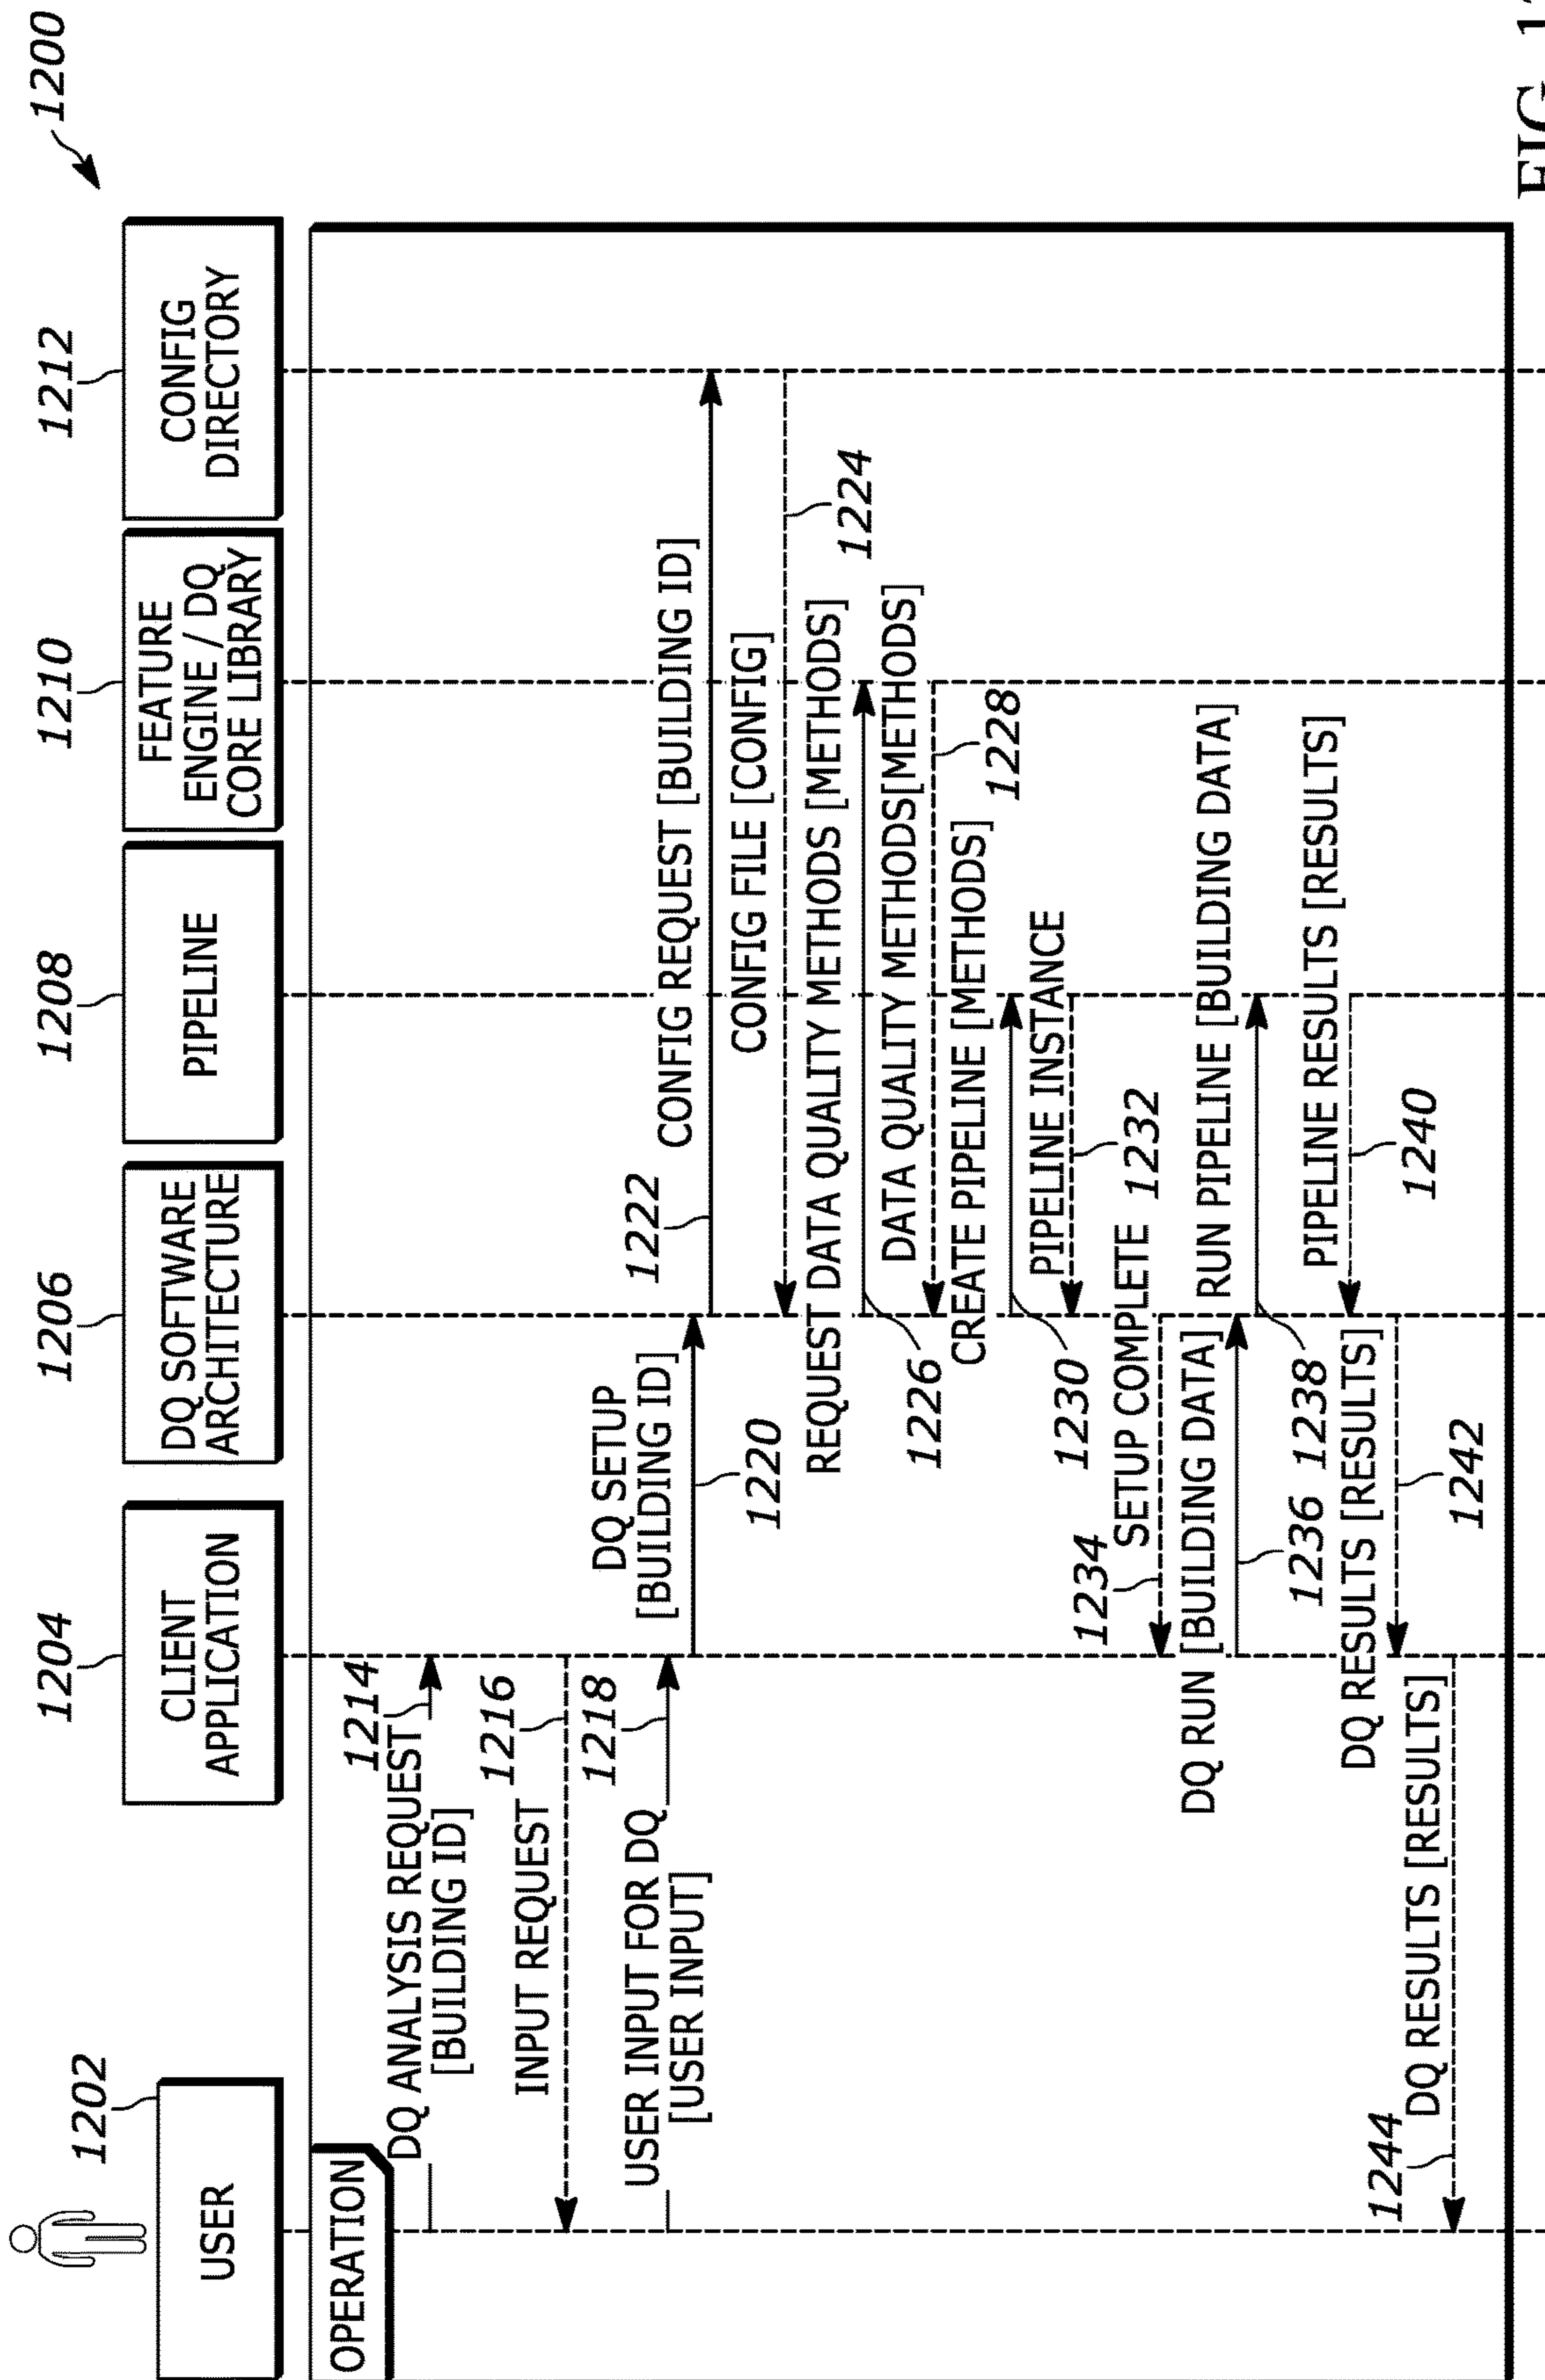 1200
1202
1204
1206
1208
1210
1212
USER
CLIENT
APPLICATION
DQ SOFTWARE
ARCHITECTURE
PIPELINE
FEATURE
ENGINE / DQ
CORE LIBRARY
CONFIG
DIRECTORY
OPERATION
1214
DQ ANALYSIS REQUEST
[BUILDING ID]
1216
INPUT REQUEST
1218
USER INPUT FOR DQ
[USER INPUT]
DQ SETUP
[BUILDING ID]
1220
1222
CONFIG REQUEST [BUILDING ID]
CONFIG FILE [CONFIG]
1224
REQUEST DATA QUALITY METHODS [METHODS]
1226
DATA QUALITY METHODS[METHODS]
1228
CREATE PIPELINE [METHODS]
1230
PIPELINE INSTANCE
1232
1234
SETUP COMPLETE
DQ RUN [BUILDING DATA]
1236
RUN PIPELINE [BUILDING DATA]
1238
PIPELINE RESULTS [RESULTS]
1240
DQ RESULTS [RESULTS]
1242
DQ RESULTS [RESULTS]
1244
FIG.